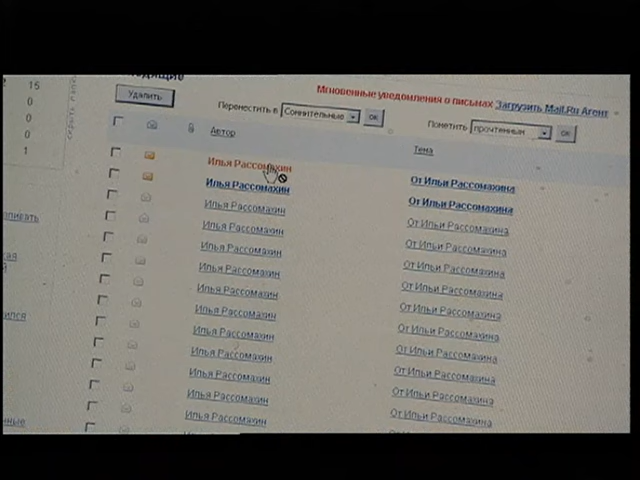 15
дящие
Мгновенные уведомления о письмах Загрузить Mail.Ru Агент
0
Удалить
Переместить в Сомнительные ок
Пометить прочтенным ок
0
0
Автор
Тема
1
Илья Рассомахин
От Ильи Рассомахина
Илья Рассомахин
От Ильи Рассомахина
Илья Рассомахин
От Ильи Рассомахина
Илья Рассомахин
От Ильи Рассомахина
Илья Рассомахин
От Ильи Рассомахина
Илья Рассомахин
От Ильи Рассомахина
Илья Рассомахин
От Ильи Рассомахина
Илья Рассомахин
От Ильи Рассомахина
Илья Рассомахин
От Ильи Рассомахина
Илья Рассомахин
От Ильи Рассомахина
Илья Рассомахин
От Ильи Рассомахина
Илья Рассомахин
От Ильи Рассомахина
Илья Рассомахин